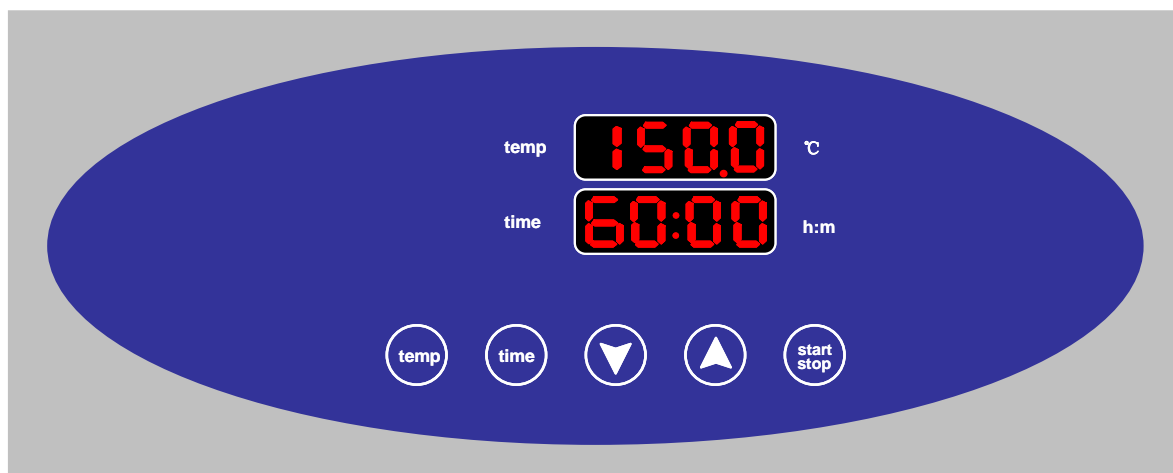 temp 150.0 ℃
time 60:00 h:m
temp time start
stop